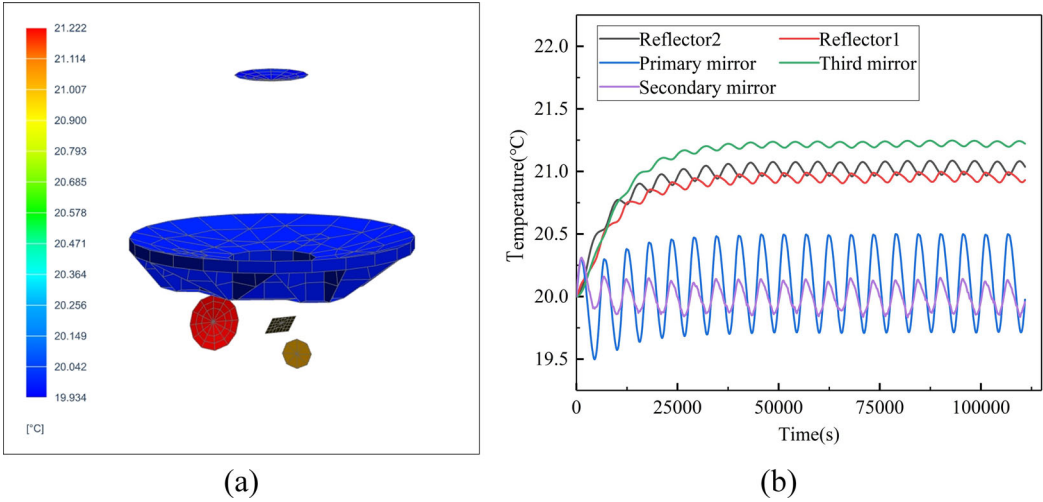 21.222
21.114
21.007
20.900
20.792
20.685
20.578
20.471
20.363
20.256
20.149
20.042
19.934
[°C]
(a)
22.0
21.5
21.0
20.5
20.0
19.5
Temperature(℃)
Reflector2 Reflector1
Primary mirror Third mirror
Secondary mirror
0 25000 50000 75000 100000
Time(s)
(b)